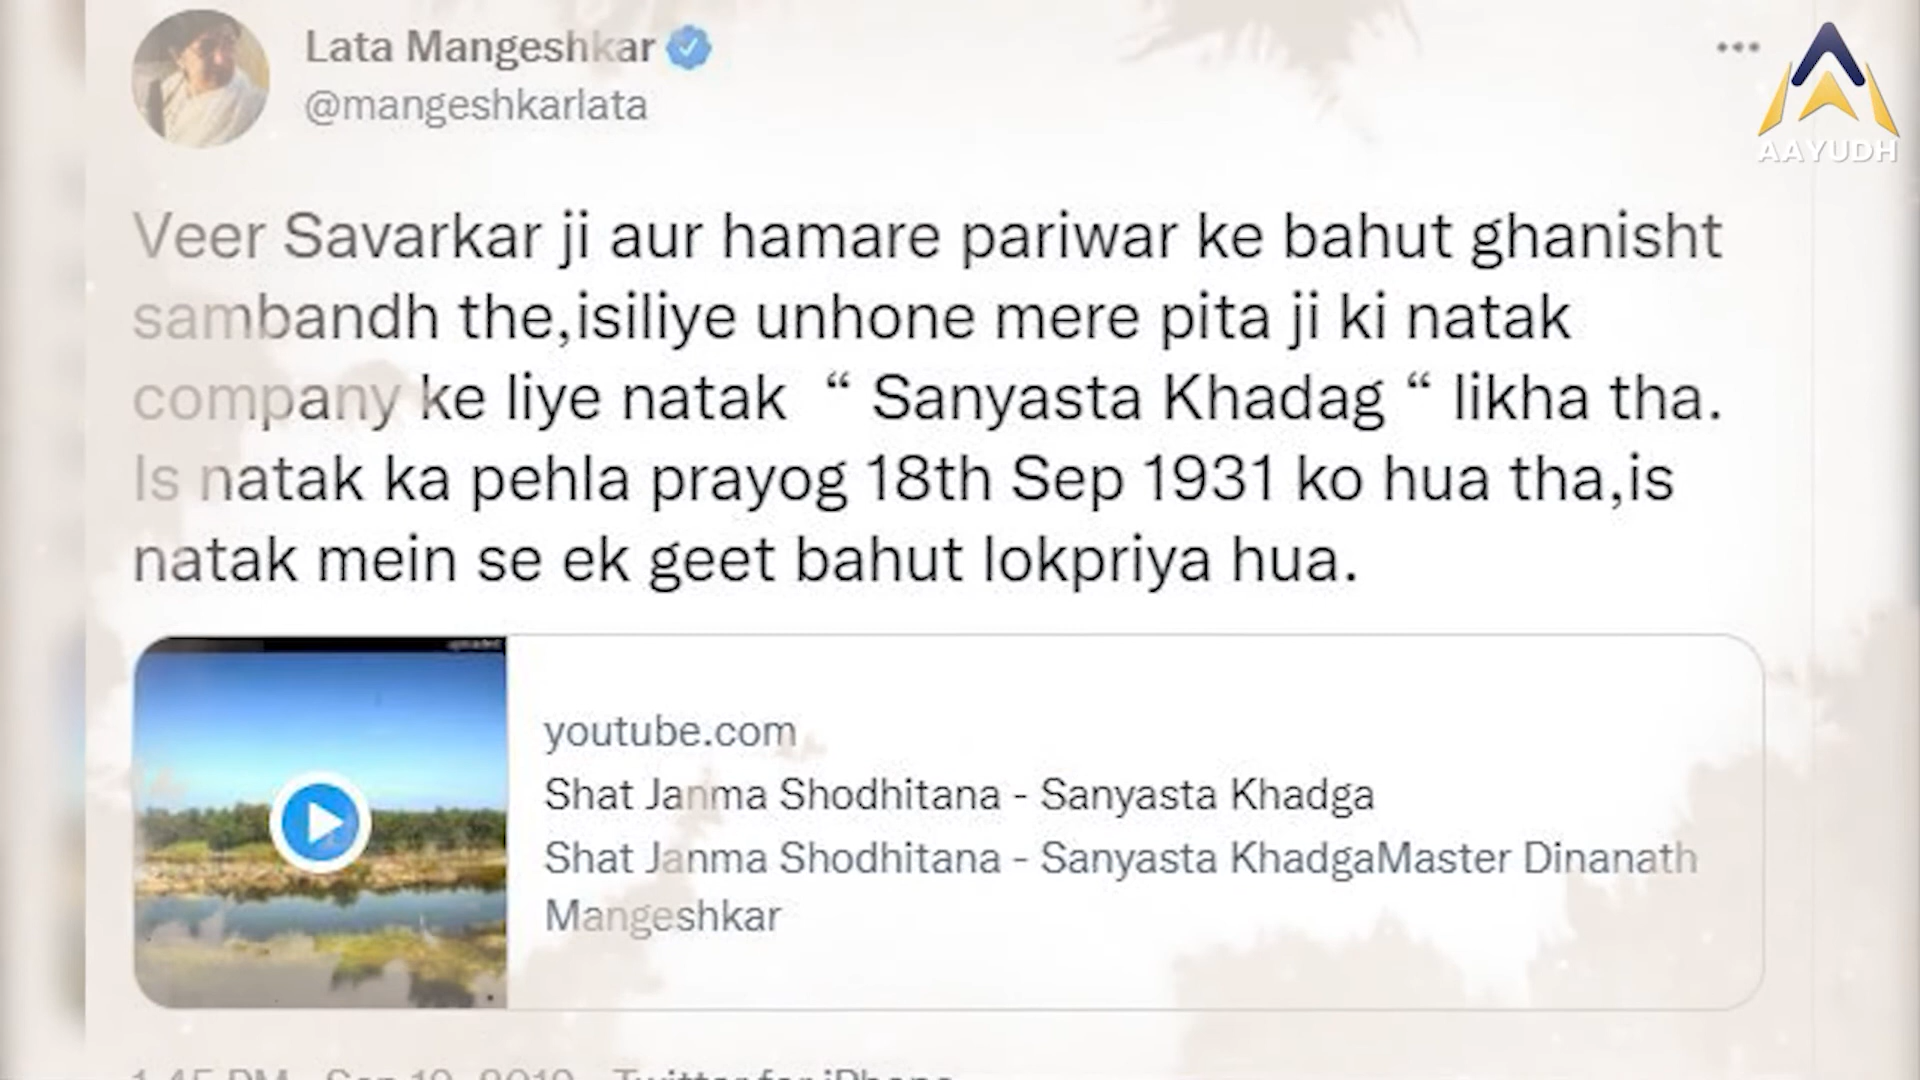 Lata Mangeshkar
@mangeshkarlata
AAYUDH
Veer Savarkar ji aur hamare pariwar ke bahut ghanisht
sambandh the,isiliye unhone mere pita ji ki natak
company ke liye natak “ Sanyasta Khadag “ likha tha.
Is natak ka pehla prayog 18th Sep 1931 ko hua tha,is
natak mein se ek geet bahut lokpriya hua.
youtube.com
Shat Janma Shodhitana - Sanyasta Khadga
Shat Janma Shodhitana - Sanyasta KhadgaMaster Dinanath
Mangeshkar
Twitter for iPhone